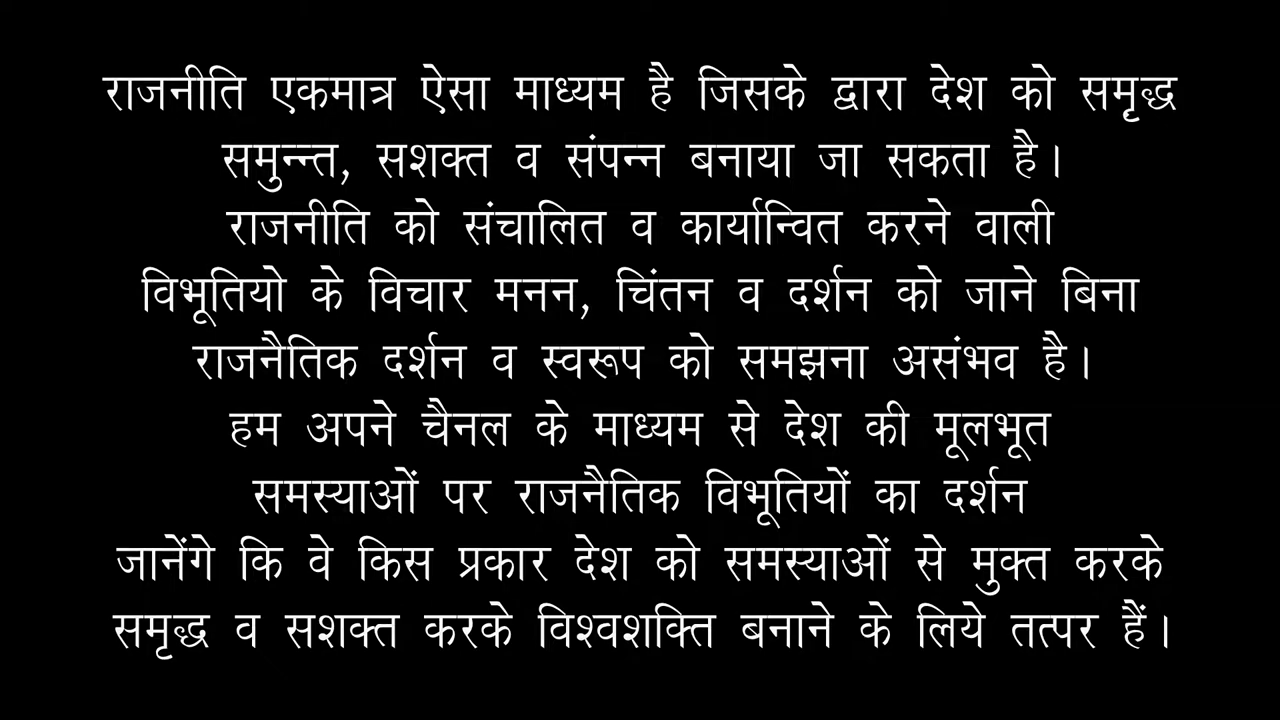 राजनीति एकमात्र ऐसा माध्यम है जिसके द्वारा देश को समृद्ध
समुन्न्त, सशक्त व संपन्न बनाया जा सकता है।
राजनीति को संचालित व कार्यान्वित करने वाली
विभूतियो के विचार मनन, चिंतन व दर्शन को जाने बिना
राजनैतिक दर्शन व स्वरूप को समझना असंभव है।
हम अपने चैनल के माध्यम से देश की मूलभूत
समस्याओं पर राजनैतिक विभूतियों का दर्शन
जानेंगे कि वे किस प्रकार देश को समस्याओं से मुक्त करके
समृद्ध व सशक्त करके विश्वशक्ति बनाने के लिये तत्पर हैं।